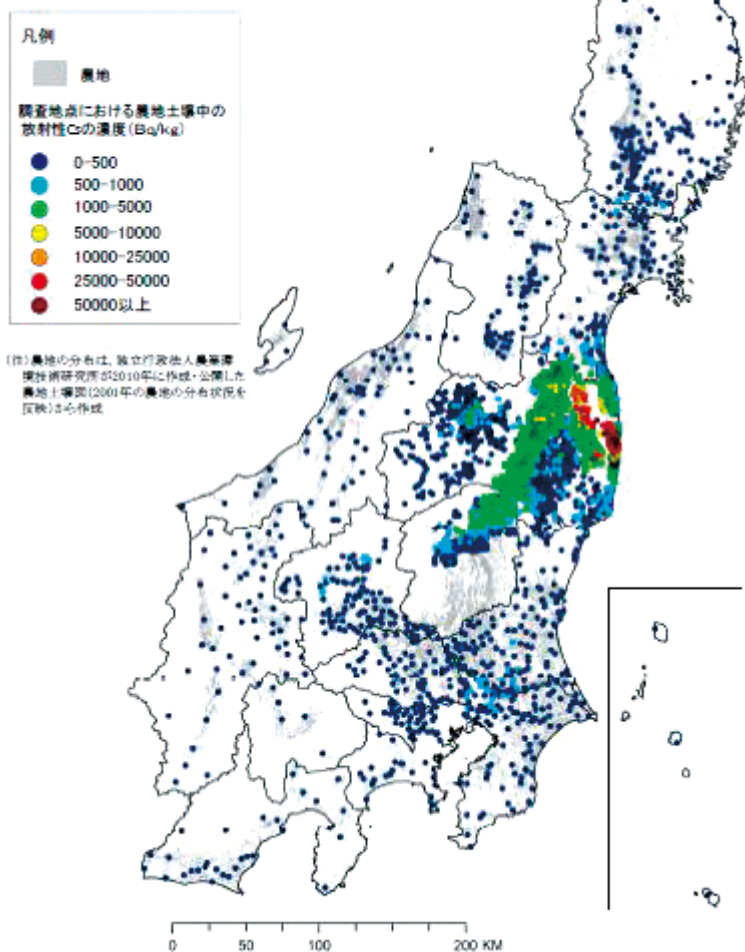 凡例
農地
調査地点における農地土壌中の
放射性Csの濃度(Bq/kg)
0-500
500-1000
1000-5000
5000-10000
10000-25000
25000-50000
50000以上
(注)農地の分布は、独立行政法人農業環
境技術研究所が2010年に作成・公開した
農地土壌図(2001年の農地の分布状況を
反映)から作成
0 50 100 200 KM